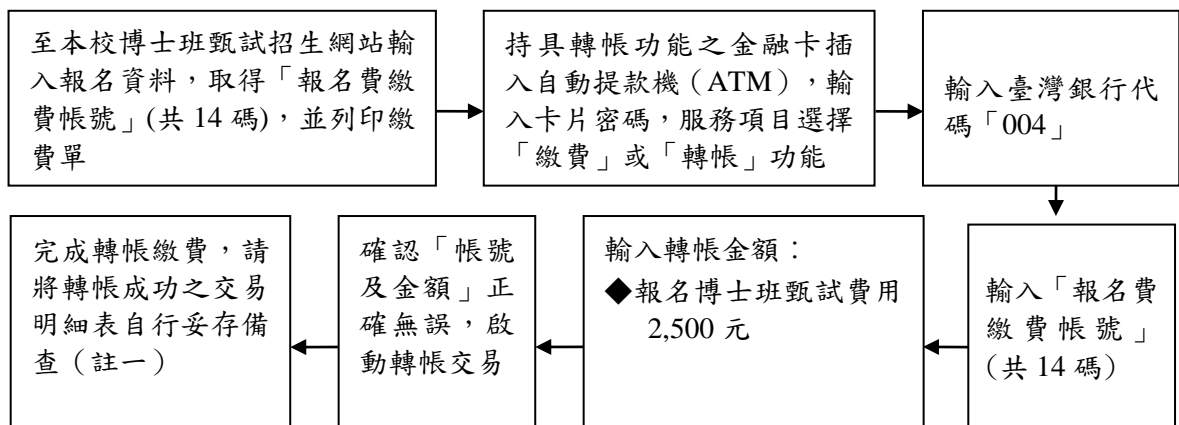 至本校博士班甄試招生網站輸
入報名資料，取得「報名費繳
費帳號」(共 14 碼)，並列印繳
費單
持具轉帳功能之金融卡插
入自動提款機（ATM），輸
入卡片密碼，服務項目選擇
「繳費」或「轉帳」功能
輸入臺灣銀行代
碼「004」
輸入「報名費
繳費帳號」
（共 14 碼）
輸入轉帳金額：
◆報名博士班甄試費用
2,500 元
確認「帳號
及金額」正
確無誤，啟
動轉帳交易
完成轉帳繳費，請
將轉帳成功之交易
明細表自行妥存備
查（註一）